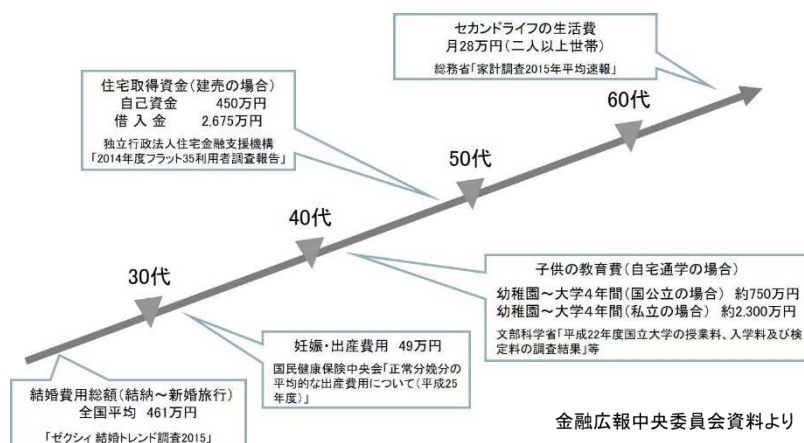 セカンドライフの生活費
月28万円(二人以上世帯)
総務省「家計調査2015年平均速報」
住宅取得資金(建売の場合)
自己資金 450万円
借入金 2,675万円
独立行政法人住宅金融支援機構
「2014年度フラット35利用者調査報告」
60代
50代
40代
30代
子供の教育費(自宅通学の場合)
幼稚園～大学4年間(国公立の場合) 約750万円
幼稚園～大学4年間(私立の場合) 約2,300万円
文部科学省「平成22年度国立大学の授業料、入学料及び検
定料の調査結果」等
妊娠・出産費用 49万円
国民健康保険中央会「正常分娩分の
平均的な出産費用について(平成25
年度)」
結婚費用総額(結納～新婚旅行)
全国平均 461万円
「ゼクシィ 結婚トレンド調査2015」
金融広報中央委員会資料より